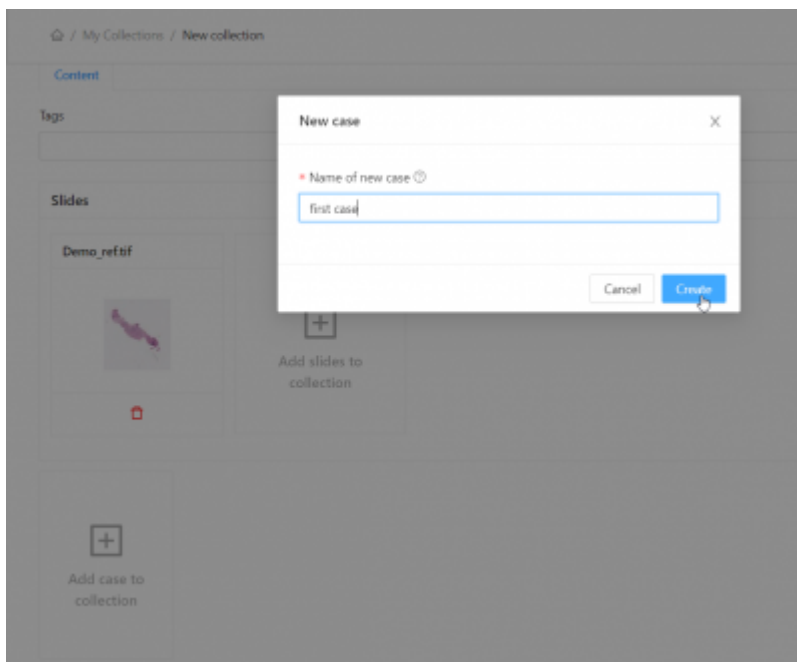 / My Collections / New collection
Content
Tags
New case
* Name of new case
first case
Cancel Create
Slides
Demo_ref.tif
Add slides to
collection
Add case to
collection